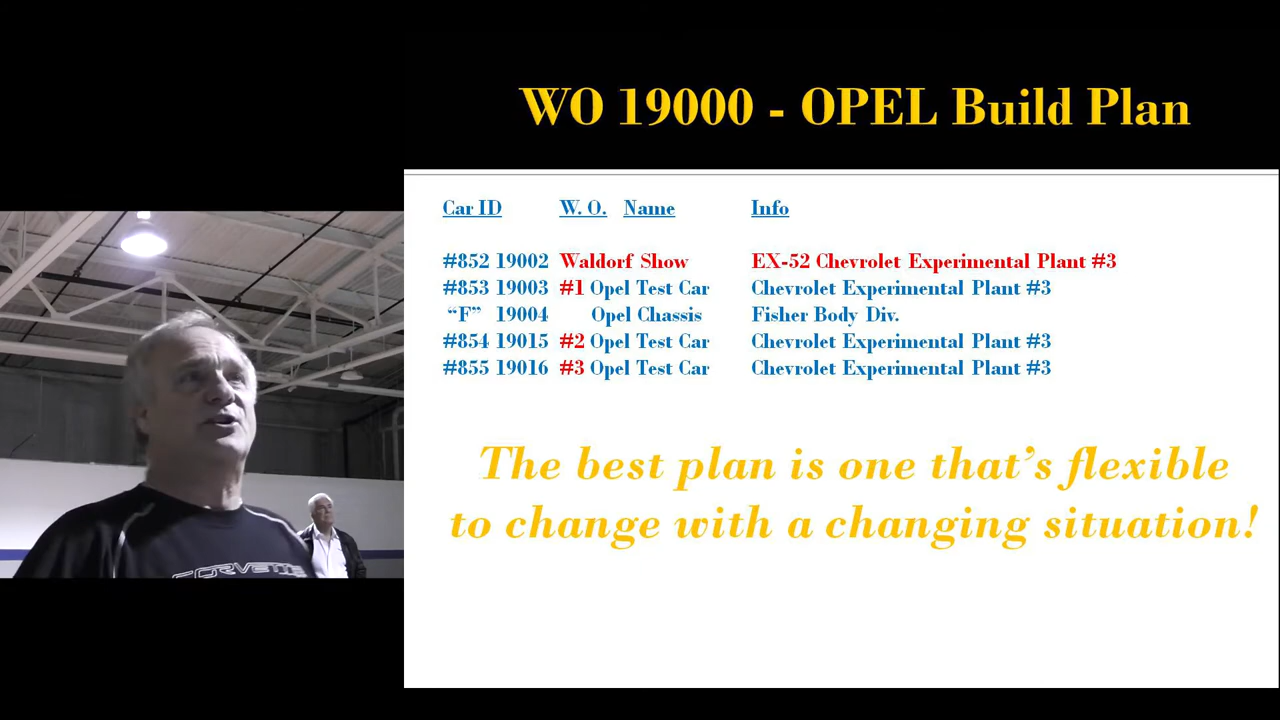 WO 19000 - OPEL Build Plan
Car ID W. O. Name Info
#852 19002 Waldorf Show EX-52 Chevrolet Experimental Plant #3
#853 19003 #1 Opel Test Car Chevrolet Experimental Plant #3
“F” 19004 Opel Chassis Fisher Body Div.
#854 19015 #2 Opel Test Car Chevrolet Experimental Plant #3
#855 19016 #3 Opel Test Car Chevrolet Experimental Plant #3
The best plan is one that’s flexible
to change with a changing situation!
CORVETTE